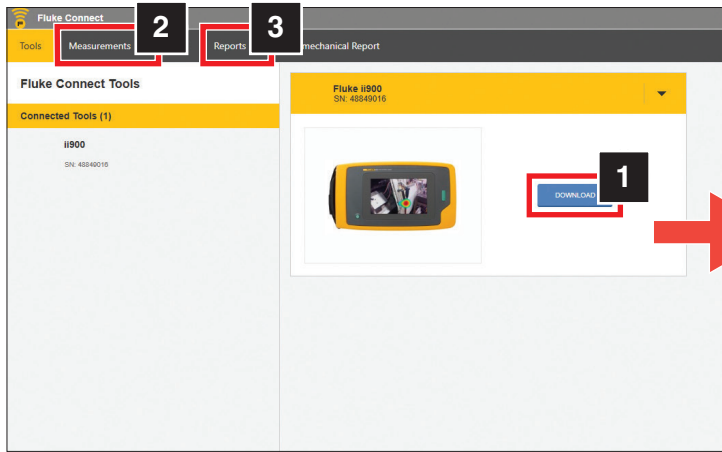 Fluke Connect
2
3
Tools Measurements Reports mechanical Report
Fluke Connect Tools
Connected Tools (1)
ii900
SN: 48849016
Fluke ii900
SN: 48849016
DOWNLOAD
1